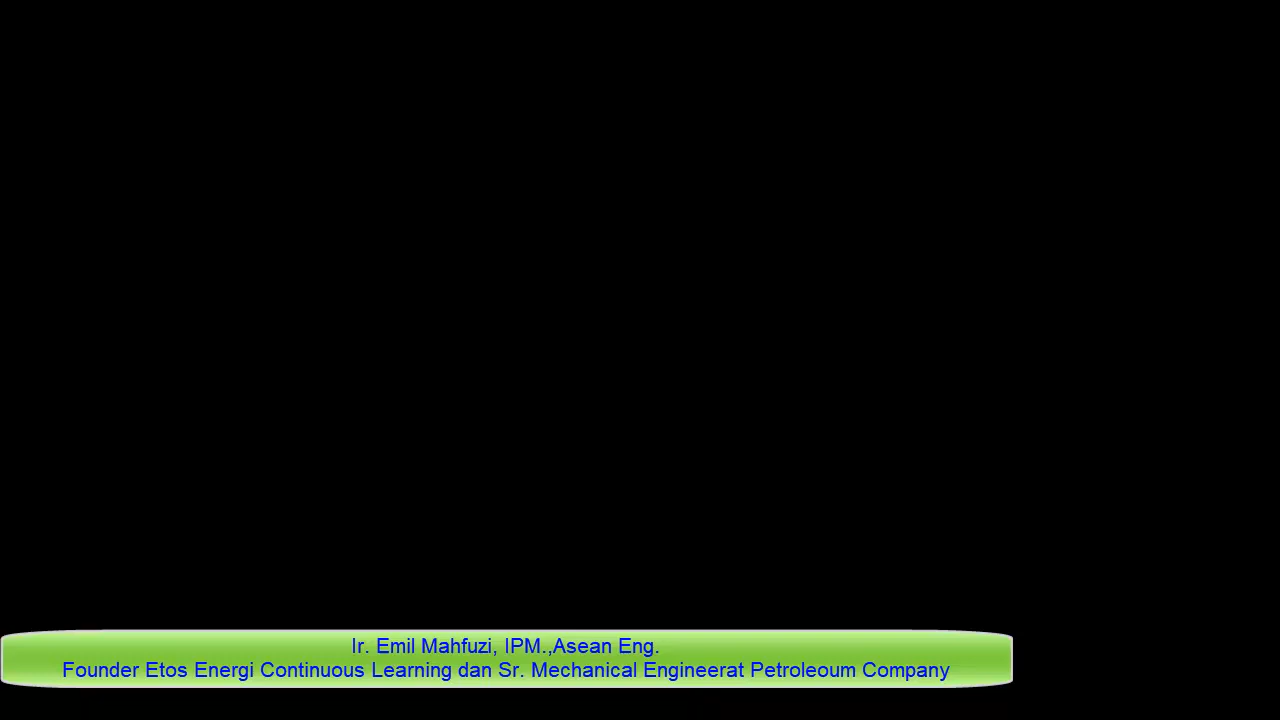 Ir. Emil Mahfuzi, IPM.,Asean Eng.
Founder Etos Energi Continuous Learning dan Sr. Mechanical Engineerat Petroleoum Company